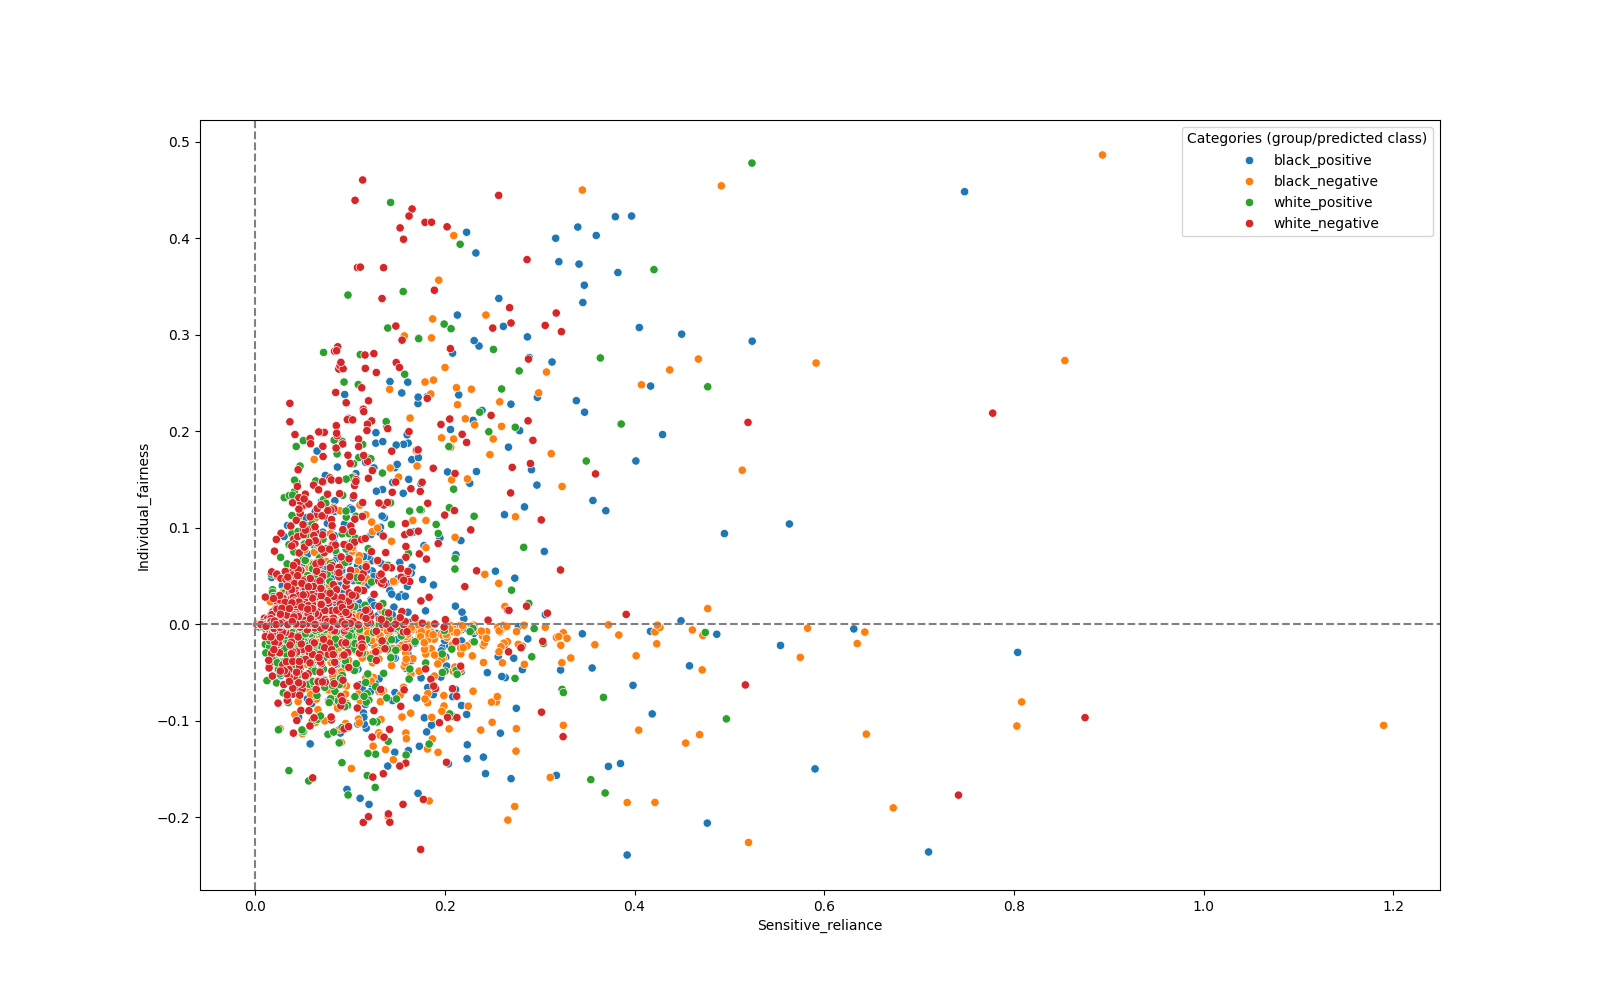 Categories (group/predicted class)
black_positive
black_negative
white_positive
white_negative
Individual_fairness
0.5
0.4
0.3
0.2
0.1
0.0
−0.1
−0.2
0.0 0.2 0.4 0.6 0.8 1.0 1.2
Sensitive_reliance